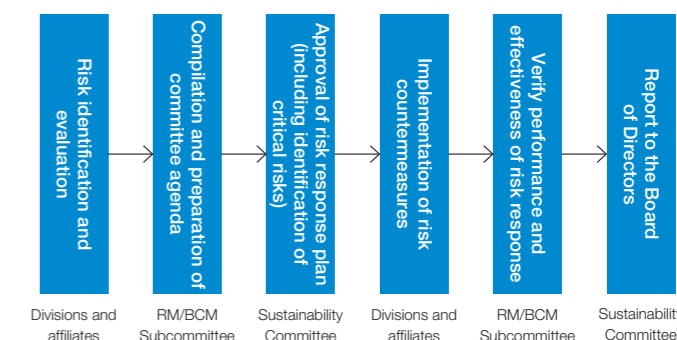 Risk identification and
evaluation
Compilation and preparation of
committee agenda
Approval of risk response plan
(including identification of
critical risks)
Implementation of risk
countermeasures
Verify performance and
effectiveness of risk response
Report to the Board
of Directors
Divisions and
affiliates
RM/BCM
Subcommittee
Sustainability
Committee
Divisions and
affiliates
RM/BCM
Subcommittee
Sustainabilit
Committee